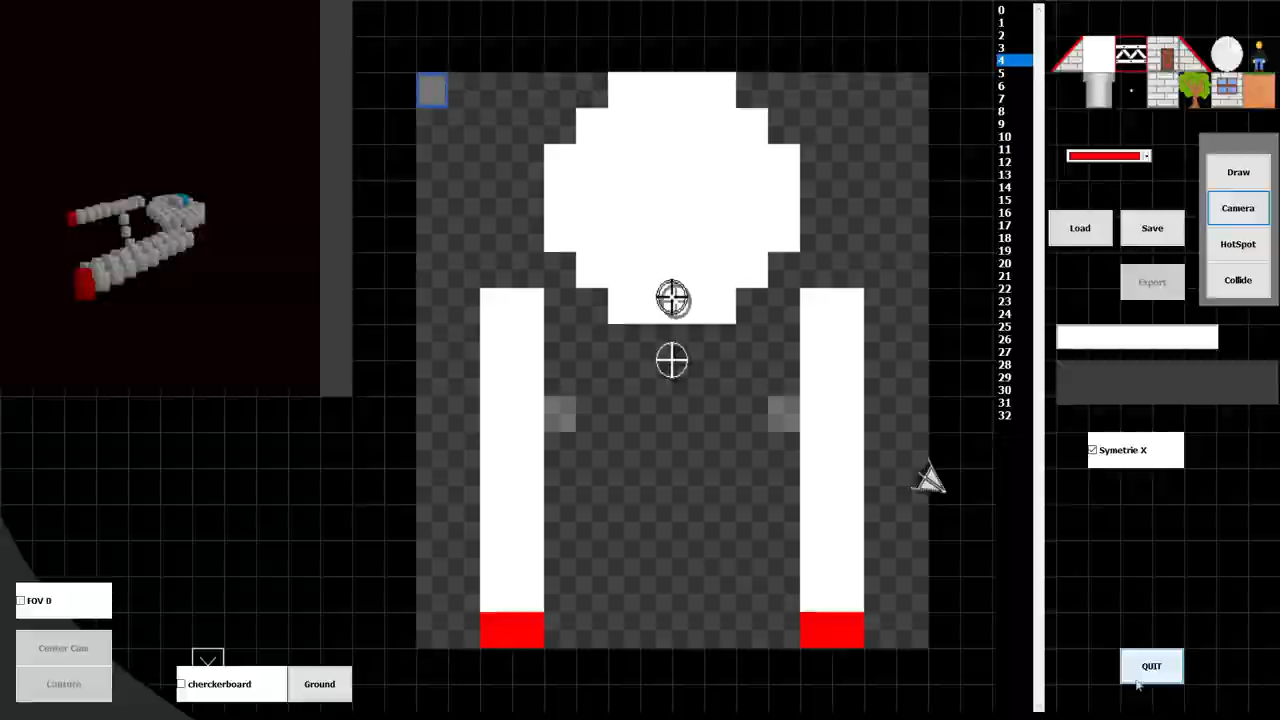 0
1
2
3
4
5
6
7
8
9
10
11
12
13
14
15
16
17
18
19
20
21
22
23
24
25
26
27
28
29
30
31
32
Draw
Camera
HotSpot
Collide
Load
Save
Export
Symetrie X
FOV D
Center Cam
Canture
cherckerboard
Ground
QUIT